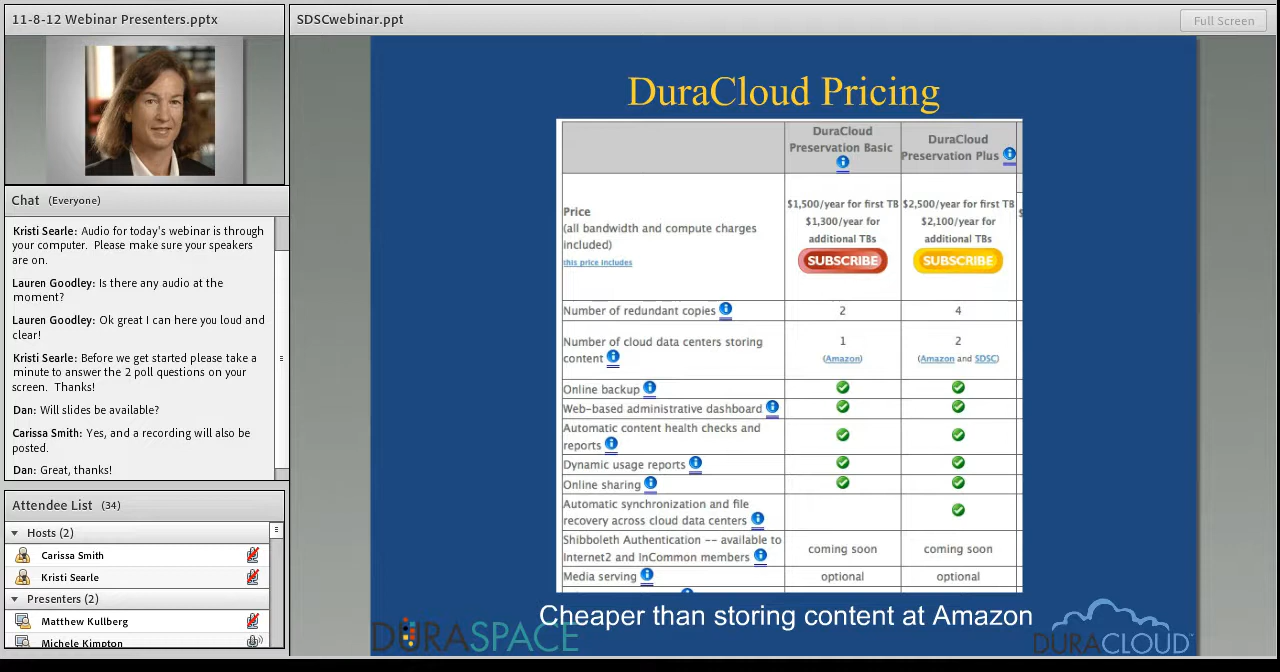 11-8-12 Webinar Presenters.pptx
Chat (Everyone)
Kristi Searle: Audio for today's webinar is through
your computer. Please make sure your speakers
are on.
Lauren Goodley: Is there any audio at the
moment?
Lauren Goodley: Ok great I can here you loud and
clear!
Kristi Searle: Before we get started please take a
minute to answer the 2 poll questions on your
screen. Thanks!
Dan: Will slides be available?
Carissa Smith: Yes, and a recording will also be
posted.
Dan: Great, thanks!
Attendee List (34)
Hosts (2)
Carissa Smith
Kristi Searle
Presenters (2)
Matthew Kullberg
Michele Kimpton
SDSCwebinar.ppt
Full Screen
DuraCloud Pricing
DuraCloud
Preservation Basic
DuraCloud
Preservation Plus
Price
(all bandwidth and compute charges
included)
this price includes
$1,500/year for first TB
$1,300/year for
additional TBs
SUBSCRIBE
$2,500/year for first TB
$2,100/year for
additional TBs
SUBSCRIBE
Number of redundant copies 2 4
Number of cloud data centers storing
content
1
(Amazon)
2
(Amazon and SDSC)
Online backup
Web-based administrative dashboard
Automatic content health checks and
reports
Dynamic usage reports
Online sharing
Automatic synchronization and file
recovery across cloud data centers
Shibboleth Authentication -- available to
Internet2 and InCommon members
coming soon coming soon
Media serving optional optional
Cheaper than storing content at Amazon
DURASPACE
DURACLOUD